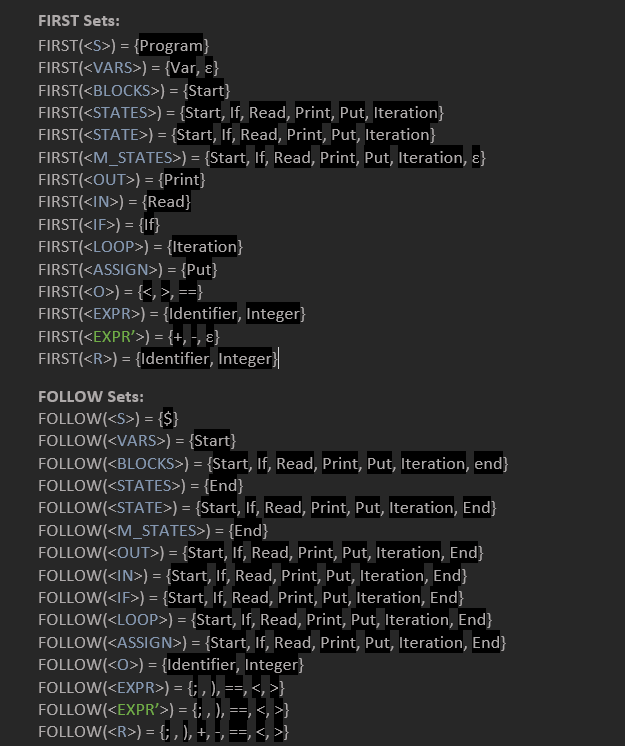 FIRST Sets:
FIRST(<S>) = {Program}
FIRST(<VARS>) = {Var, ε}
FIRST(<BLOCKS>) = {Start}
FIRST(<STATES>) = {Start, If, Read, Print, Put, Iteration}
FIRST(<STATE>) = {Start, If, Read, Print, Put, Iteration}
FIRST(<M_STATES>) = {Start, If, Read, Print, Put, Iteration, ε}
FIRST(<OUT>) = {Print}
FIRST(<IN>) = {Read}
FIRST(<IF>) = {If}
FIRST(<LOOP>) = {Iteration}
FIRST(<ASSIGN>) = {Put}
FIRST(<O>) = {<, >, ==}
FIRST(<EXPR>) = {Identifier, Integer}
FIRST(<EXPR’>) = {+, -, ε}
FIRST(<R>) = {Identifier, Integer}
FOLLOW Sets:
FOLLOW(<S>) = {$}
FOLLOW(<VARS>) = {Start}
FOLLOW(<BLOCKS>) = {Start, If, Read, Print, Put, Iteration, end}
FOLLOW(<STATES>) = {End}
FOLLOW(<STATE>) = {Start, If, Read, Print, Put, Iteration, End}
FOLLOW(<M_STATES>) = {End}
FOLLOW(<OUT>) = {Start, If, Read, Print, Put, Iteration, End}
FOLLOW(<IN>) = {Start, If, Read, Print, Put, Iteration, End}
FOLLOW(<IF>) = {Start, If, Read, Print, Put, Iteration, End}
FOLLOW(<LOOP>) = {Start, If, Read, Print, Put, Iteration, End}
FOLLOW(<ASSIGN>) = {Start, If, Read, Print, Put, Iteration, End}
FOLLOW(<O>) = {Identifier, Integer}
FOLLOW(<EXPR>) = {; , ), ==, <, >}
FOLLOW(<EXPR’>) = {; , ), ==, <, >}
FOLLOW(<R>) = {; , ), +, -, ==, <, >}